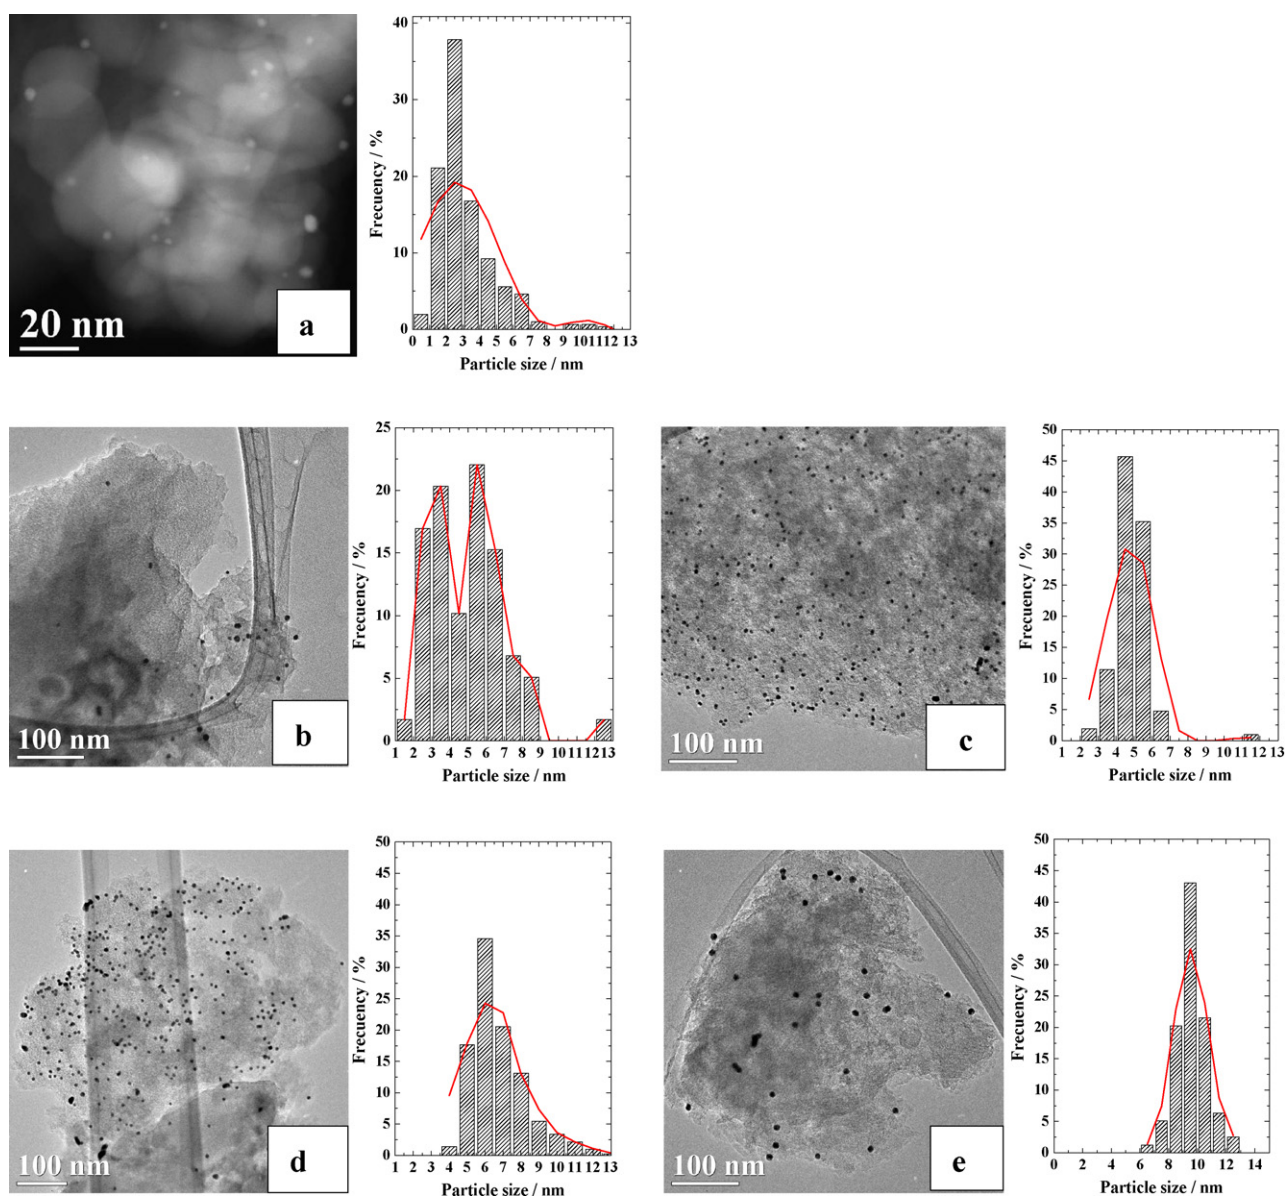 40
30
20
10
0
Frecuency / %
0 1 2 3 4 5 6 7 8 9 10 11 12 13
Particle size / nm
20 nm
a
25
20
15
10
5
0
Frecuency / %
1 2 3 4 5 6 7 8 9 10 11 12 13
Particle size / nm
100 nm
b
50
45
40
35
30
25
20
15
10
5
0
Frecuency / %
1 2 3 4 5 6 7 8 9 10 11 12 13
Particle size / nm
100 nm
c
50
45
40
35
30
25
20
15
10
5
0
Frecuency / %
1 2 3 4 5 6 7 8 9 10 11 12 13
Particle size / nm
100 nm
d
50
45
40
35
30
25
20
15
10
5
0
Frecuency / %
0 2 4 6 8 10 12 14
Particle size / nm
100 nm
e